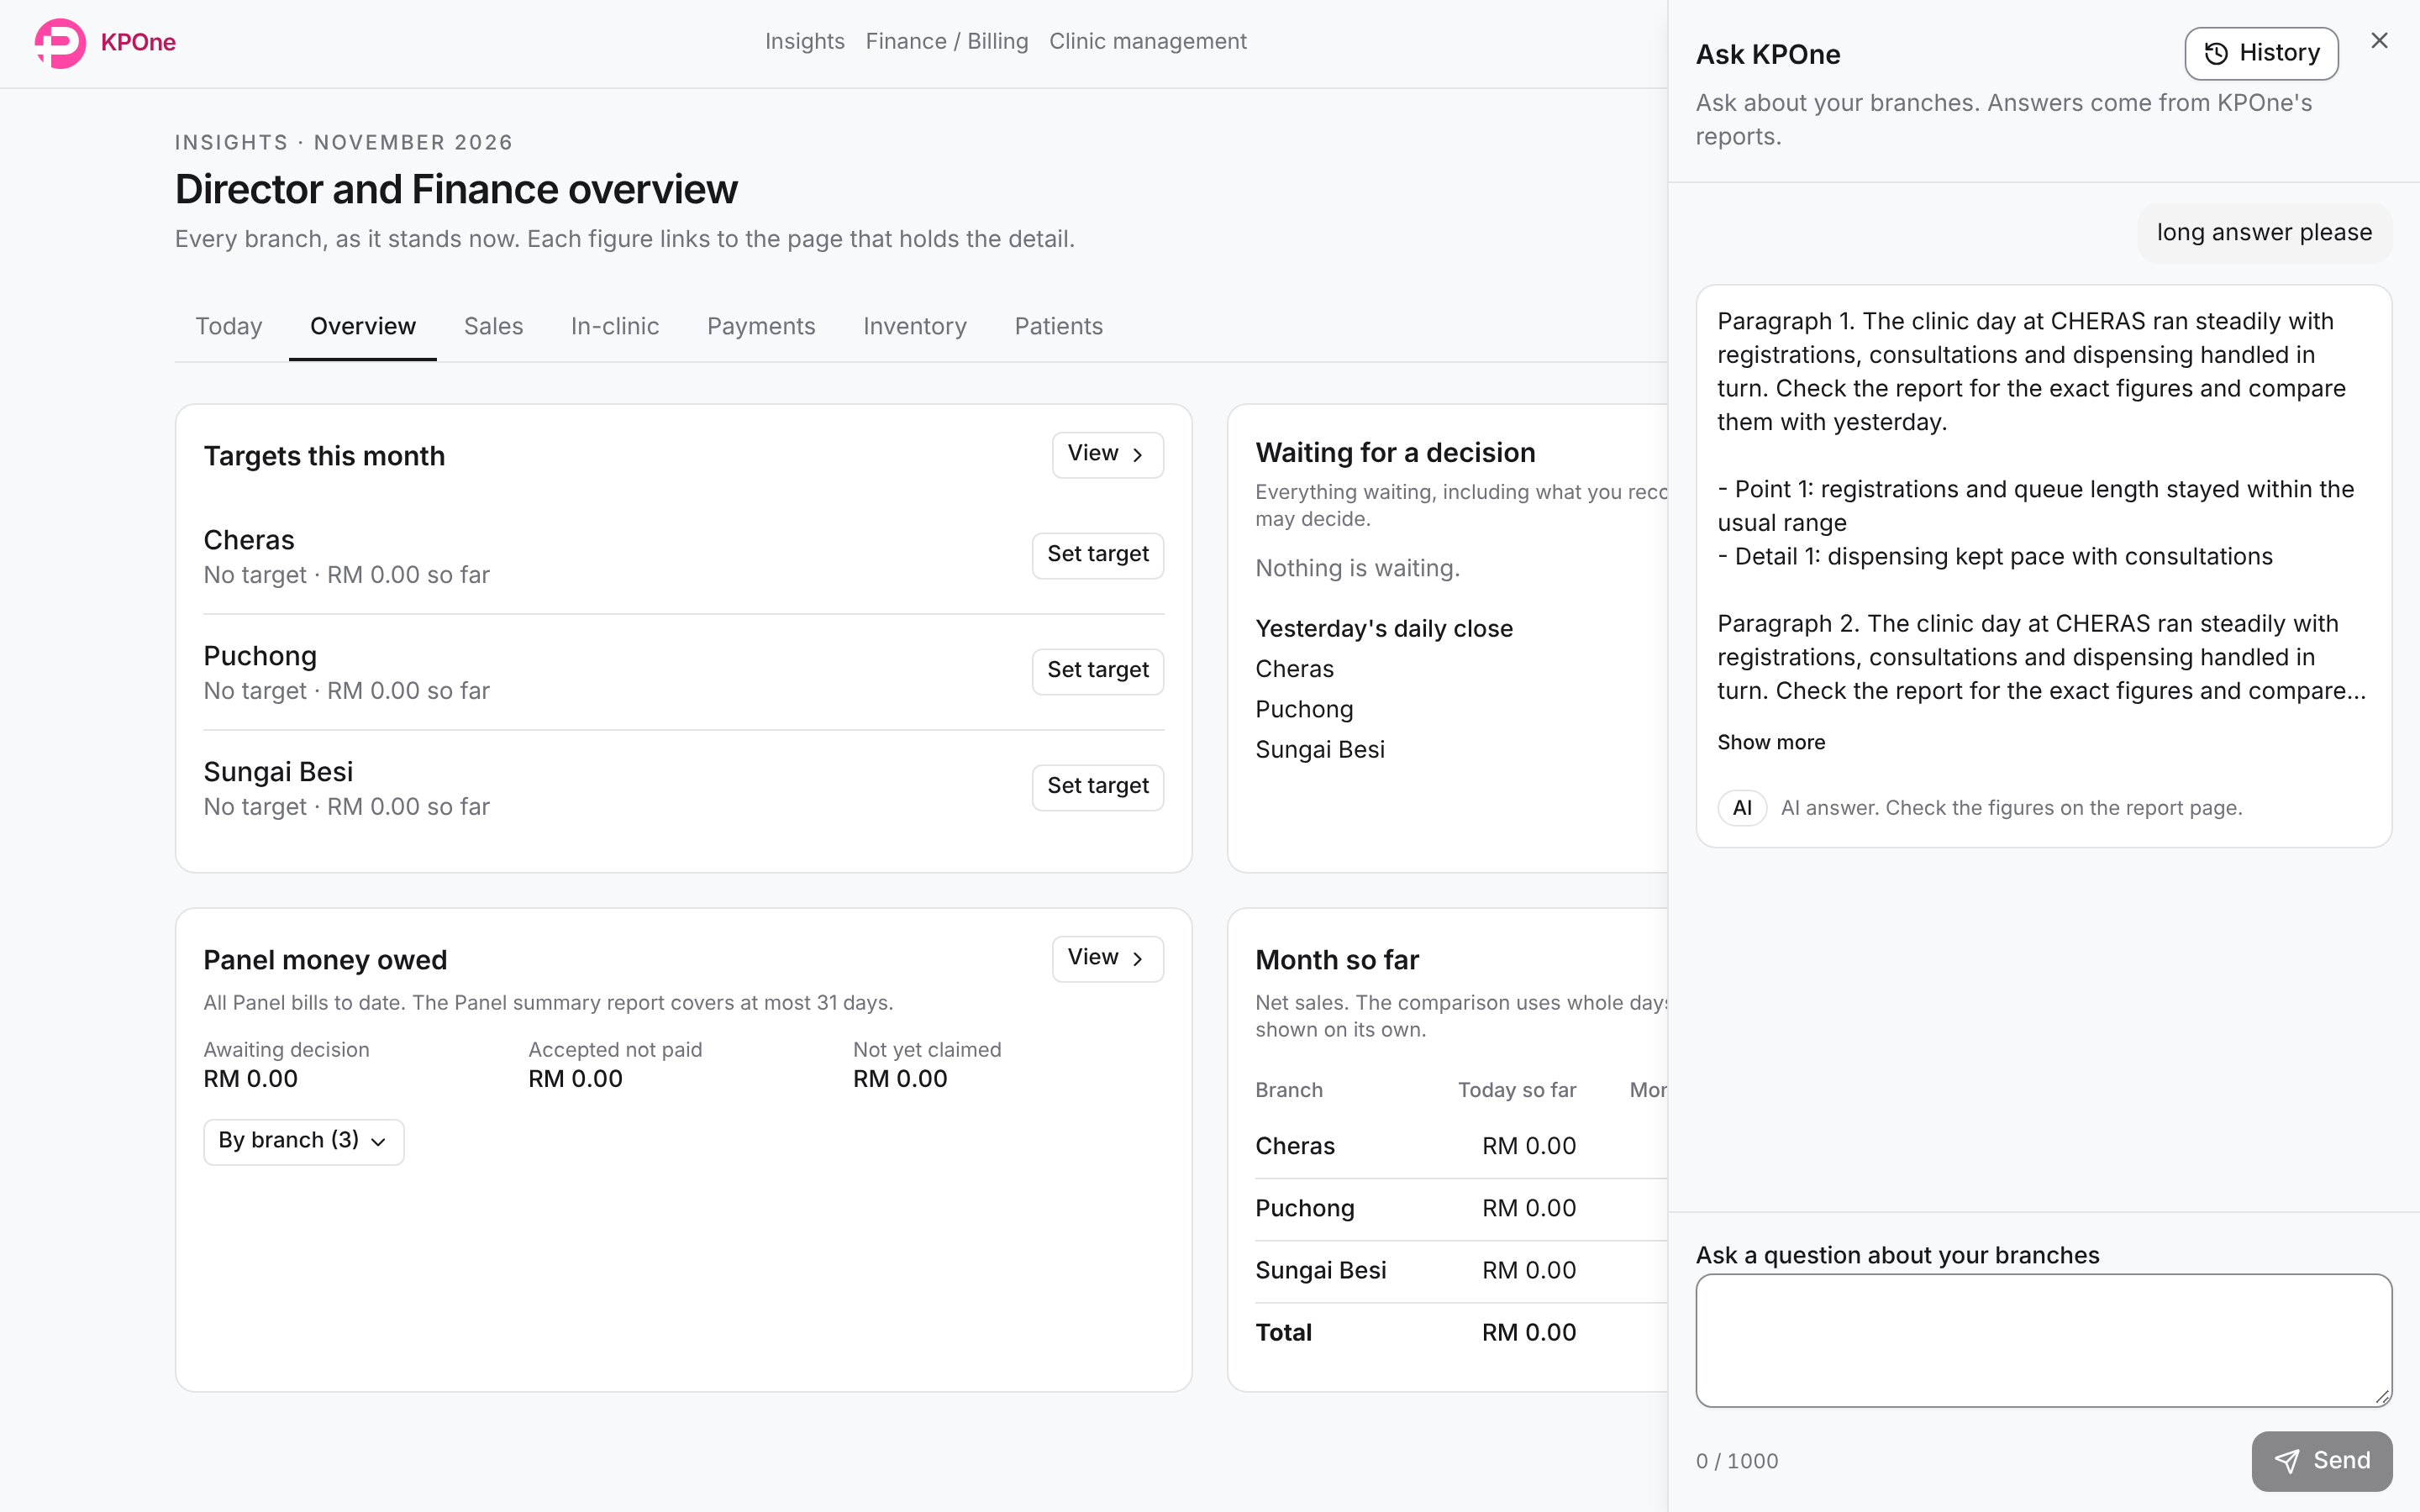 KPOne
Insights
Finance / Billing
Clinic management
INSIGHTS · NOVEMBER 2026
Director and Finance overview
Every branch, as it stands now. Each figure links to the page that holds the detail.
Today
Overview
Sales
In-clinic
Payments
Inventory
Patients
Targets this month
View
Cheras
No target · RM 0.00 so far
Set target
Puchong
No target · RM 0.00 so far
Set target
Sungai Besi
No target · RM 0.00 so far
Set target
Waiting for a decision
Everything waiting, including what you
may decide.
Nothing is waiting.
Yesterday's daily close
Cheras
Puchong
Sungai Besi
Panel money owed
View
All Panel bills to date. The Panel summary report covers at most 31 days.
Awaiting decision
RM 0.00
Accepted not paid
RM 0.00
Not yet claimed
RM 0.00
By branch (3)
Month so far
Net sales. The comparison uses whole days
shown on its own.
Branch
Today so far
Cheras
RM 0.00
Puchong
RM 0.00
Sungai Besi
RM 0.00
Total
RM 0.00
Ask KPOne
History
Ask about your branches. Answers come from KPOne's
reports.
long answer please
Paragraph 1. The clinic day at CHERAS ran steadily with
registrations, consultations and dispensing handled in
turn. Check the report for the exact figures and compare
them with yesterday.
- Point 1: registrations and queue length stayed within the
usual range
- Detail 1: dispensing kept pace with consultations
Paragraph 2. The clinic day at CHERAS ran steadily with
registrations, consultations and dispensing handled in
turn. Check the report for the exact figures and compare...
Show more
AI
AI answer. Check the figures on the report page.
Ask a question about your branches
0 / 1000
Send